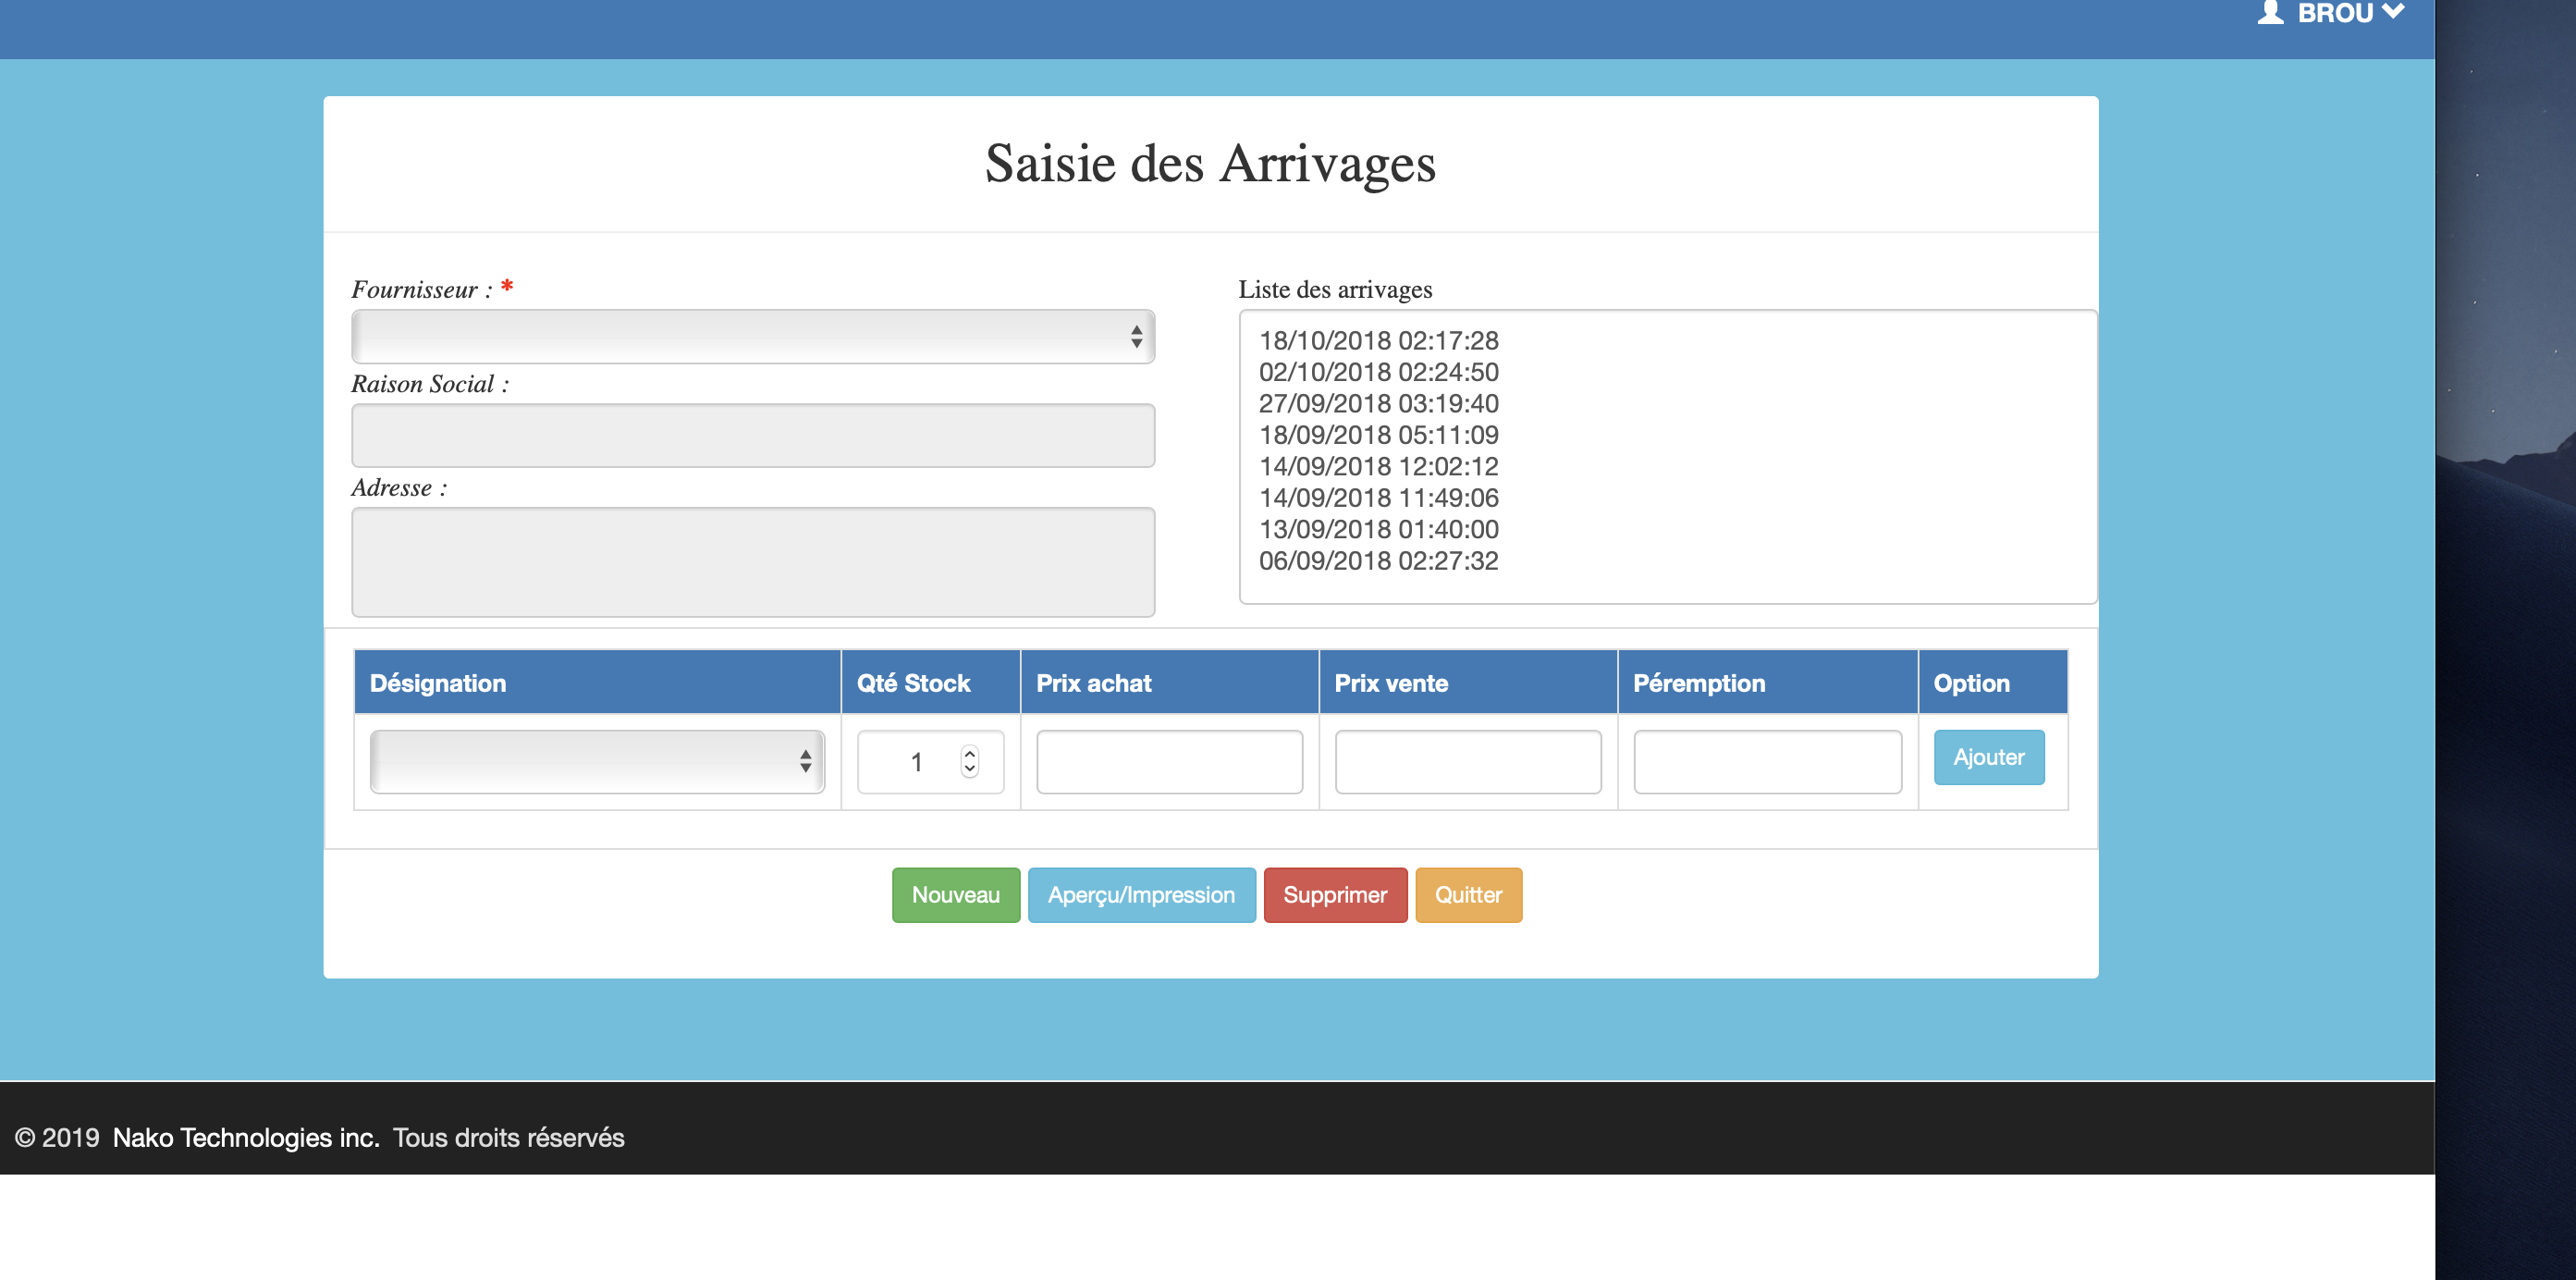 BROU
Saisie des Arrivages
Fournisseur : *
Raison Social :
Adresse :
Liste des arrivages
18/10/2018 02:17:28
02/10/2018 02:24:50
27/09/2018 03:19:40
18/09/2018 05:11:09
14/09/2018 12:02:12
14/09/2018 11:49:06
13/09/2018 01:40:00
06/09/2018 02:27:32
Désignation Qté Stock Prix achat Prix vente Péremption Option
1 Ajouter
Nouveau Aperçu/Impression Supprimer Quitter
© 2019 Nako Technologies inc. Tous droits réservés